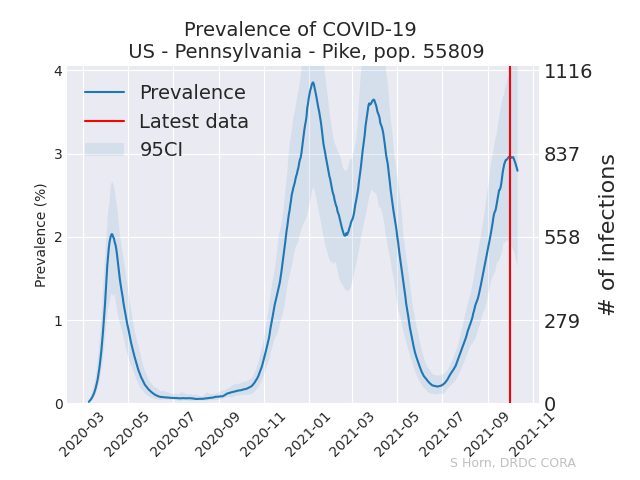 Prevalence of COVID-19
US - Pennsylvania - Pike, pop. 55809
Prevalence
Latest data
95CI
Prevalence (%)
4
3
2
1
0
1116
837
558
279
0
# of infections
2020-03
2020-05
2020-07
2020-09
2020-11
2021-01
2021-03
2021-05
2021-07
2021-09
2021-11
S Horn, DRDC CORA